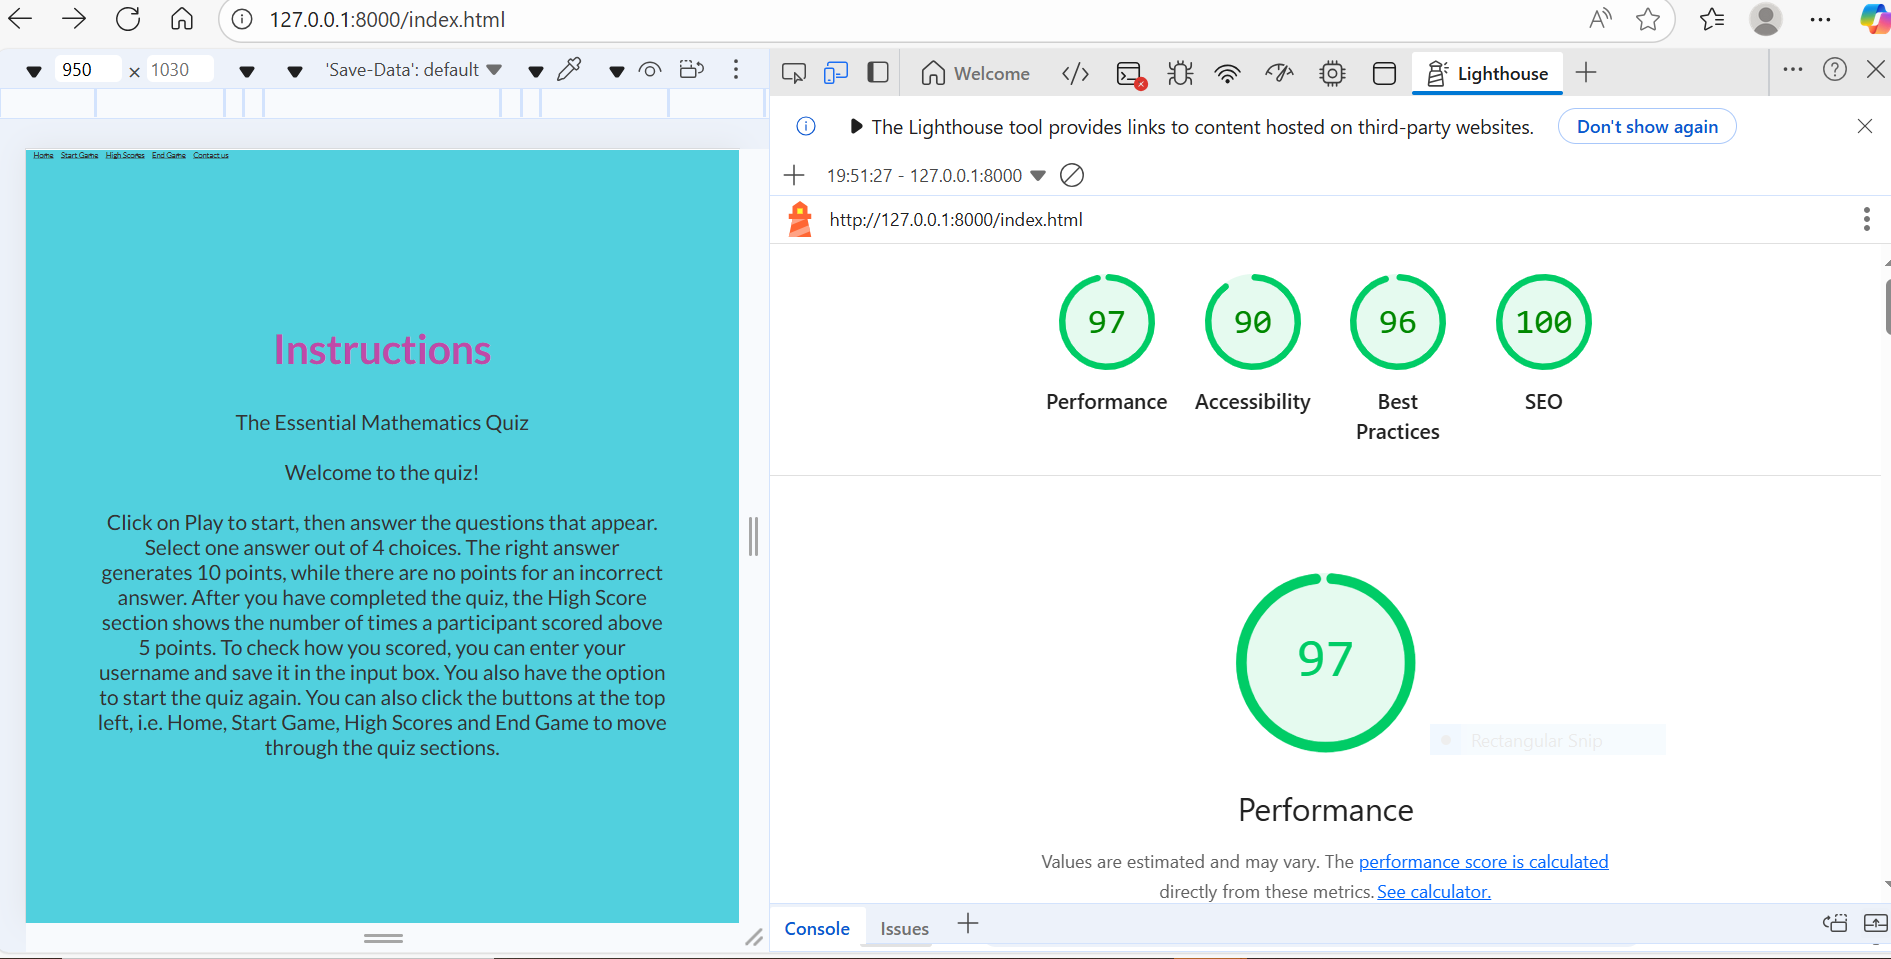 127.0.0.1:8000/index.html
950 × 1030 'Save-Data': default
Welcome
Lighthouse
The Lighthouse tool provides links to content hosted on third-party websites.
Don't show again
19:51:27 - 127.0.0.1:8000
http://127.0.0.1:8000/index.html
Home Start Game High Scores End Game Contact us
Instructions
The Essential Mathematics Quiz
Welcome to the quiz!
Click on Play to start, then answer the questions that appear.
Select one answer out of 4 choices. The right answer
generates 10 points, while there are no points for an incorrect
answer. After you have completed the quiz, the High Score
section shows the number of times a participant scored above
5 points. To check how you scored, you can enter your
username and save it in the input box. You also have the option
to start the quiz again. You can also click the buttons at the top
left, i.e. Home, Start Game, High Scores and End Game to move
through the quiz sections.
97 90 96 100
Performance Accessibility Best Practices SEO
97
Rectangular Snip
Performance
Values are estimated and may vary. The performance score is calculated
directly from these metrics. See calculator.
Console Issues